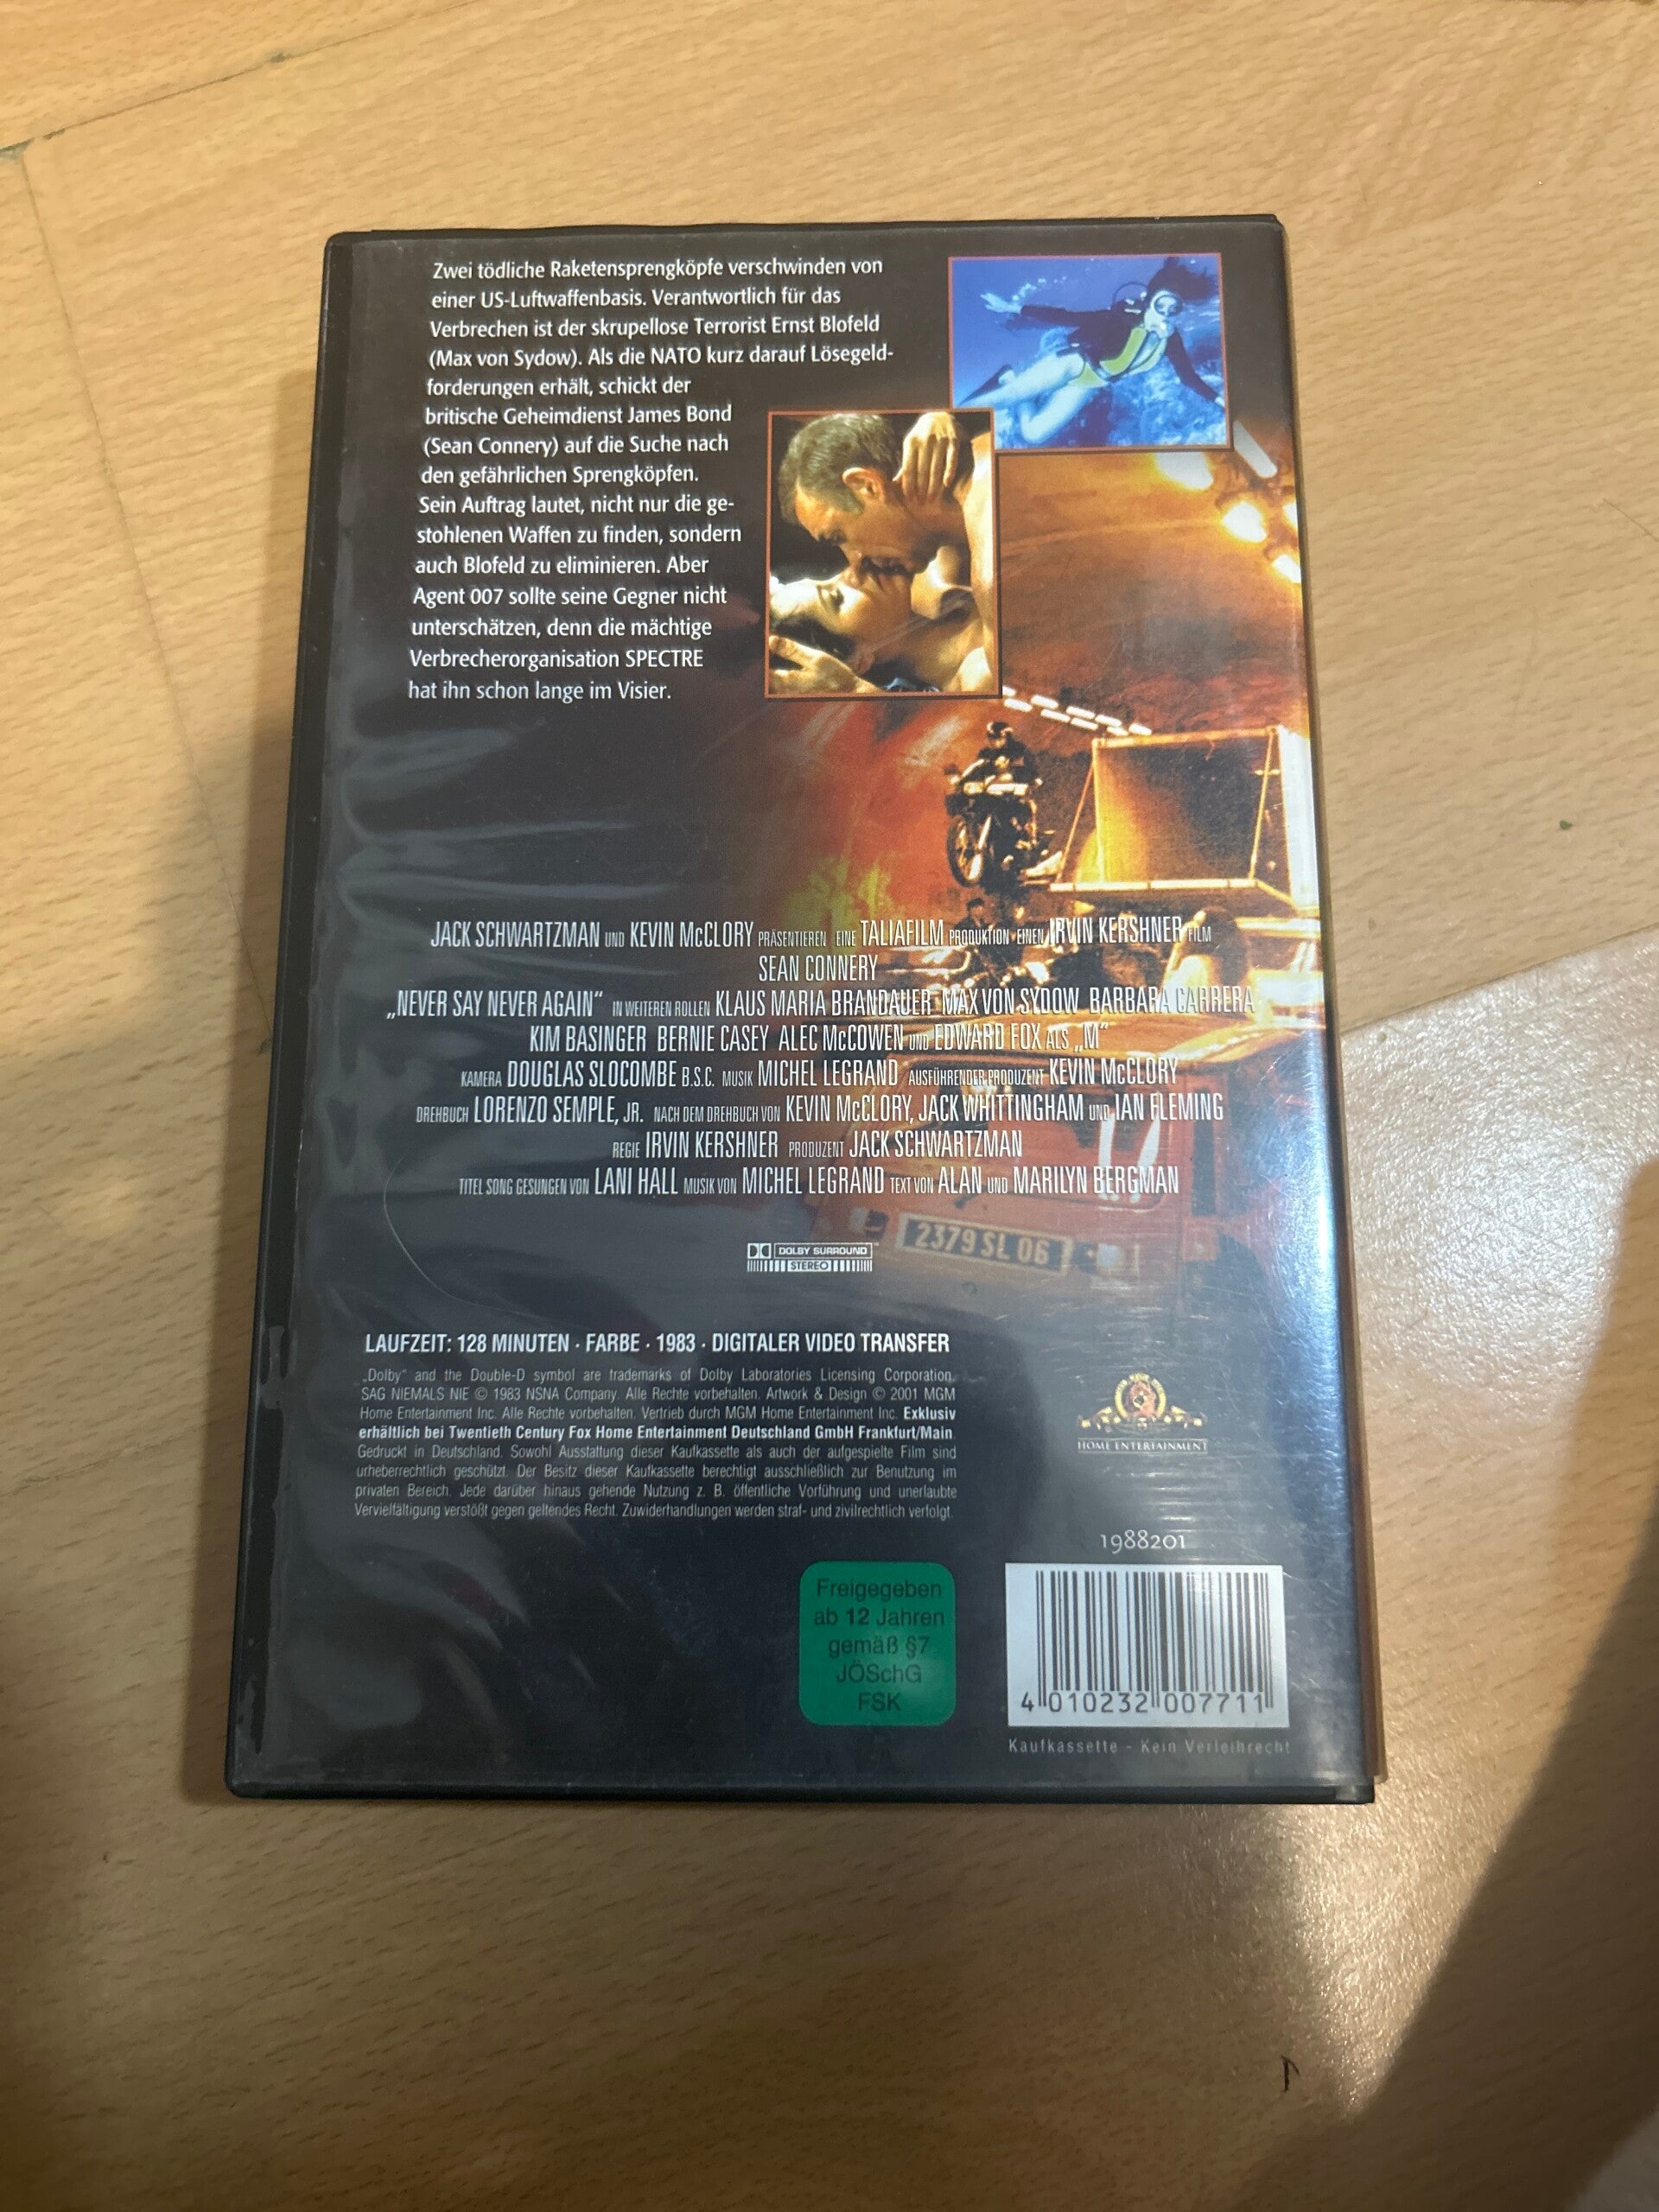 Zwei tödliche Raketensprengköpfe verschwinden von
einer US-Luftwaffenbasis. Verantwortlich für das
Verbrechen ist der skrupellose Terrorist Ernst Blofeld
(Max von Sydow). Als die NATO kurz darauf Lösegeld-
forderungen erhält, schickt der
britische Geheimdienst James Bond
(Sean Connery) auf die Suche nach
den gefährlichen Sprengköpfen.
Sein Auftrag lautet, nicht nur die ge-
stohlenen Waffen zu finden, sondern
auch Blofeld zu eliminieren. Aber
Agent 007 sollte seine Gegner nicht
unterschätzen, denn die mächtige
Verbrecherorganisation SPECTRE
hat ihn schon lange im Visier.
JACK SCHWARTZMAN UND KEVIN McCLORY PRÄSENTIEREN EINE TALIAFILM PRODUKTION EINEN IRVIN KERSHNER FILM
SEAN CONNERY
„NEVER SAY NEVER AGAIN“ IN WEITEREN ROLLEN KLAUS MARIA BRANDAUER MAX VON SYDOW BARBARA CARRERA
KIM BASINGER BERNIE CASEY ALEC McCOWEN UND EDWARD FOX ALS „M“
KAMERA DOUGLAS SLOCOMBE B.S.C. MUSIK MICHEL LEGRAND AUSFÜHRENDER PRODUZENT KEVIN McCLORY
DREHBUCH LORENZO SEMPLE, JR. NACH DEM DREHBUCH VON KEVIN McCLORY, JACK WHITTINGHAM UND IAN FLEMING
REGIE IRVIN KERSHNER PRODUZENT JACK SCHWARTZMAN
TITEL SONG GESUNGEN VON LANI HALL MUSIK VON MICHEL LEGRAND TEXT VON ALAN UND MARILYN BERGMAN
2379 SL 06
DOLBY SURROUND
STEREO
LAUFZEIT: 128 MINUTEN · FARBE · 1983 · DIGITALER VIDEO TRANSFER
„Dolby“ and the Double-D symbol are trademarks of Dolby Laboratories Licensing Corporation.
SAG NIEMALS NIE © 1983 NSNA Company. Alle Rechte vorbehalten. Artwork & Design © 2001 MGM
Home Entertainment Inc. Alle Rechte vorbehalten. Vertrieb durch MGM Home Entertainment Inc. Exklusiv
erhältlich bei Twentieth Century Fox Home Entertainment Deutschland GmbH Frankfurt/Main.
Gedruckt in Deutschland. Sowohl Ausstattung dieser Kaufkassette als auch der aufgespielte Film sind
urheberrechtlich geschützt. Der Besitz dieser Kaufkassette berechtigt ausschließlich zur Benutzung im
privaten Bereich. Jede darüber hinaus gehende Nutzung z. B. öffentliche Vorführung und unerlaubte
Vervielfältigung verstößt gegen geltendes Recht. Zuwiderhandlungen werden straf- und zivilrechtlich verfolgt.
HOME ENTERTAINMENT
1988201
Freigegeben
ab 12 Jahren
gemäß §7
JÖSchG
FSK
4 010232 007711
Kaufkassette - Kein Verleihrecht